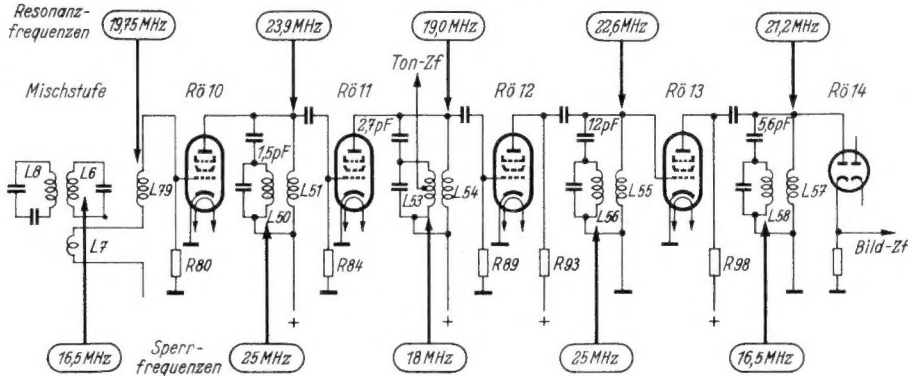 Resonanz-
frequenzen
19,75 MHz
23,9 MHz
19,0 MHz
22,6 MHz
21,2 MHz
Ton-Zf
Mischstufe
Rö 10
Rö 11
Rö 12
Rö 13
Rö 14
1,5pF
2,7pF
12pF
5,6pF
L8
L6
L79
L7
L50
L51
L53
L54
L56
L55
L58
L57
R80
R84
R89
R93
R98
Bild-Zf
+
+
+
+
Sperr-
frequenzen
16,5 MHz
25 MHz
18 MHz
25 MHz
16,5 MHz